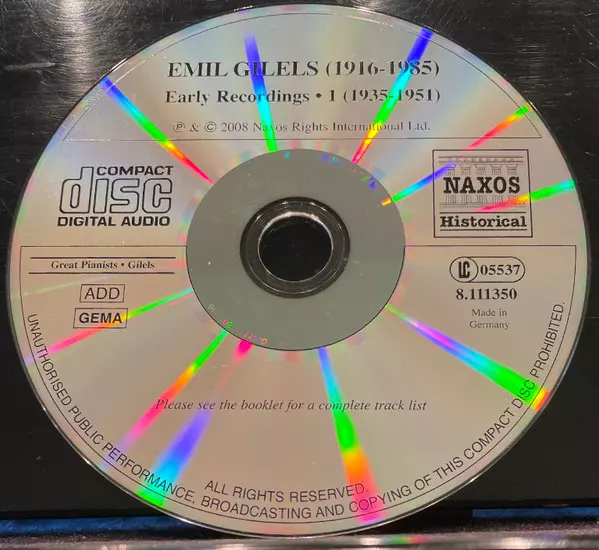 EMIL GILELS (1916-1985)
Early Recordings • 1 (1935-1951)
℗ & © 2008 Naxos Rights International Ltd.
COMPACT
disc
DIGITAL AUDIO
NAXOS
Historical
Great Pianists • Gilels
ADD
GEMA
LC 05537
8.111350
Made in
Germany
Please see the booklet for a complete track list
ALL RIGHTS RESERVED.
UNAUTHORISED PUBLIC PERFORMANCE, BROADCASTING AND COPYING OF THIS COMPACT DISC PROHIBITED.